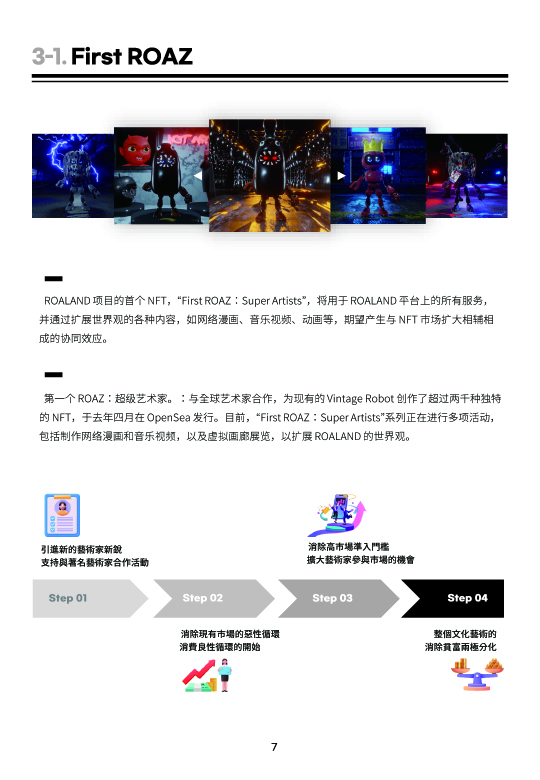 3-1. First ROAZ
ROALAND 项目的首个 NFT，“First ROAZ：Super Artists”，将用于 ROALAND 平台上的所有服务，
并通过扩展世界观的各种内容，如网络漫画、音乐视频、动画等，期望产生与 NFT 市场扩大相辅相
成的协同效应。
第一个 ROAZ：超级艺术家。：与全球艺术家合作，为现有的 Vintage Robot 创作了超过两千种独特
的 NFT，于去年四月在 OpenSea 发行。目前，“First ROAZ：Super Artists”系列正在进行多项活动，
包括制作网络漫画和音乐视频，以及虚拟画廊展览，以扩展 ROALAND 的世界观。
引進新的藝術家新銳
支持與著名藝術家合作活動
消除高市場準入門檻
擴大藝術家參與市場的機會
Step 01
Step 02
Step 03
Step 04
消除現有市場的惡性循環
消費良性循環的開始
整個文化藝術的
消除貧富兩極分化
7